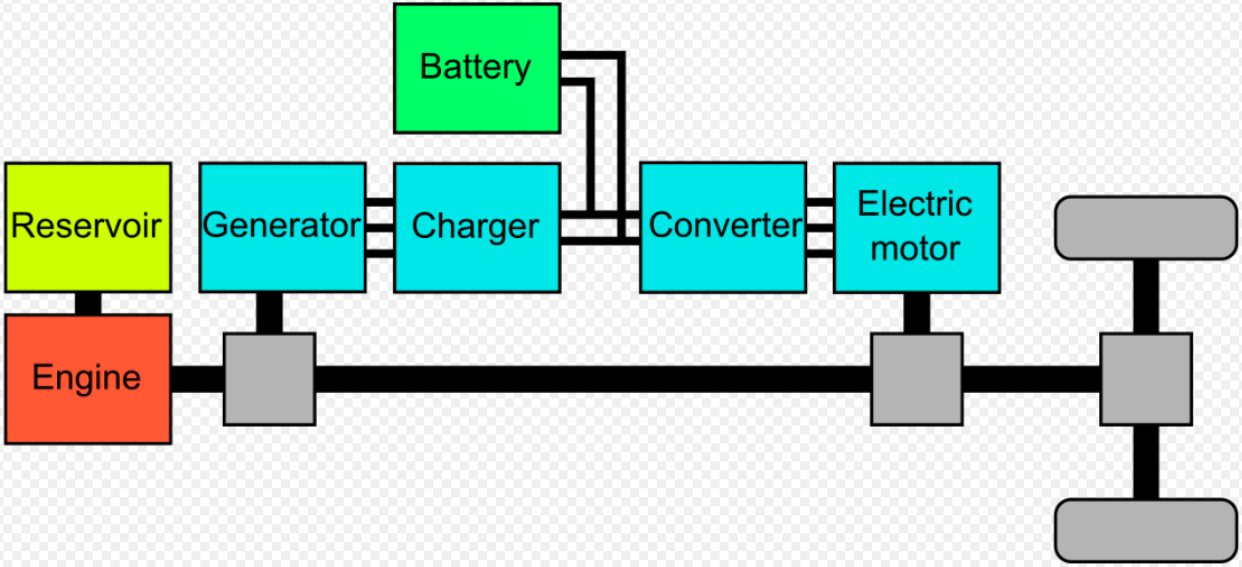 Battery
Reservoir
Generator
Charger
Converter
Electric
motor
Engine